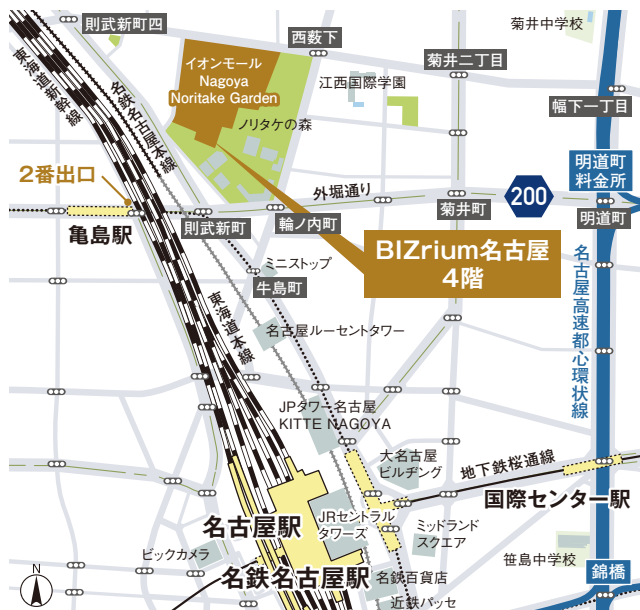 則武新町四
西薮下
菊井中学校
東海道新幹線
名鉄名古屋本線
イオンモール
Nagoya
Noritake Garden
江西国際学園
菊井二丁目
幅下一丁目
ノリタケの森
2番出口
明道町
料金所
外堀通り
200
亀島駅
則武新町
輪ノ内町
菊井町
明道町
BIZrium名古屋
4階
ミニストップ
牛島町
東海道本線
名古屋ルーセントタワー
名古屋高速都心環状線
JPタワー名古屋
KITTE NAGOYA
大名古屋
ビルヂング
地下鉄桜通線
国際センター駅
名古屋駅
JRセントラル
タワーズ
ミッドランド
スクエア
ビックカメラ
笹島中学校
名鉄名古屋駅
名鉄百貨店
錦橋
近鉄パッセ
N